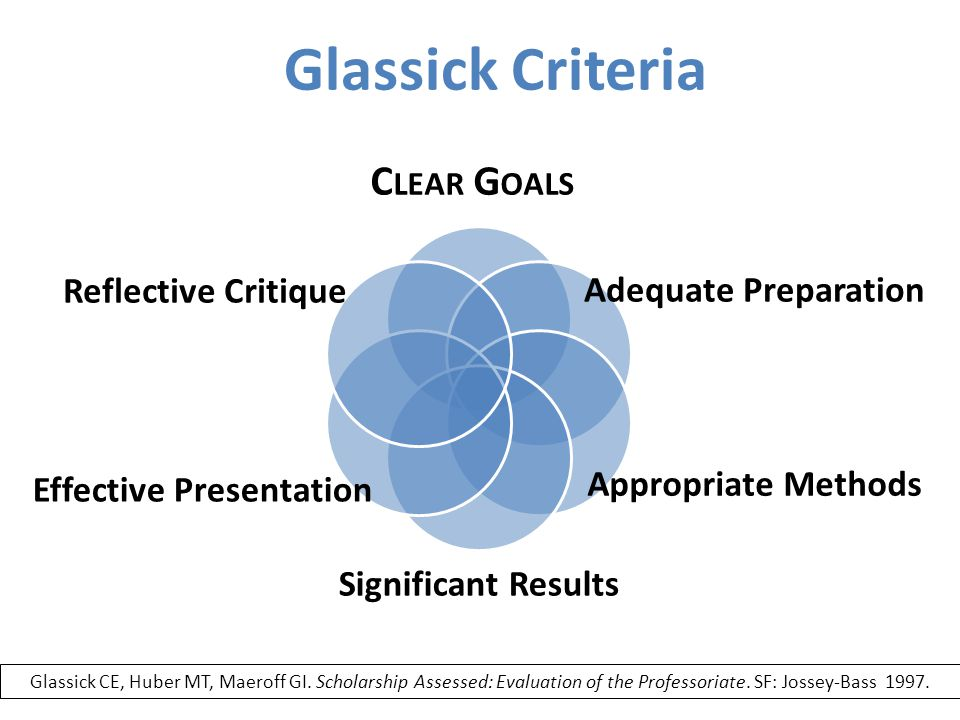 Glassick Criteria
CLEAR GOALS
Reflective Critique
Adequate Preparation
Effective Presentation
Appropriate Methods
Significant Results
Glassick CE, Huber MT, Maeroff GI. Scholarship Assessed: Evaluation of the Professoriate. SF: Jossey-Bass 1997.